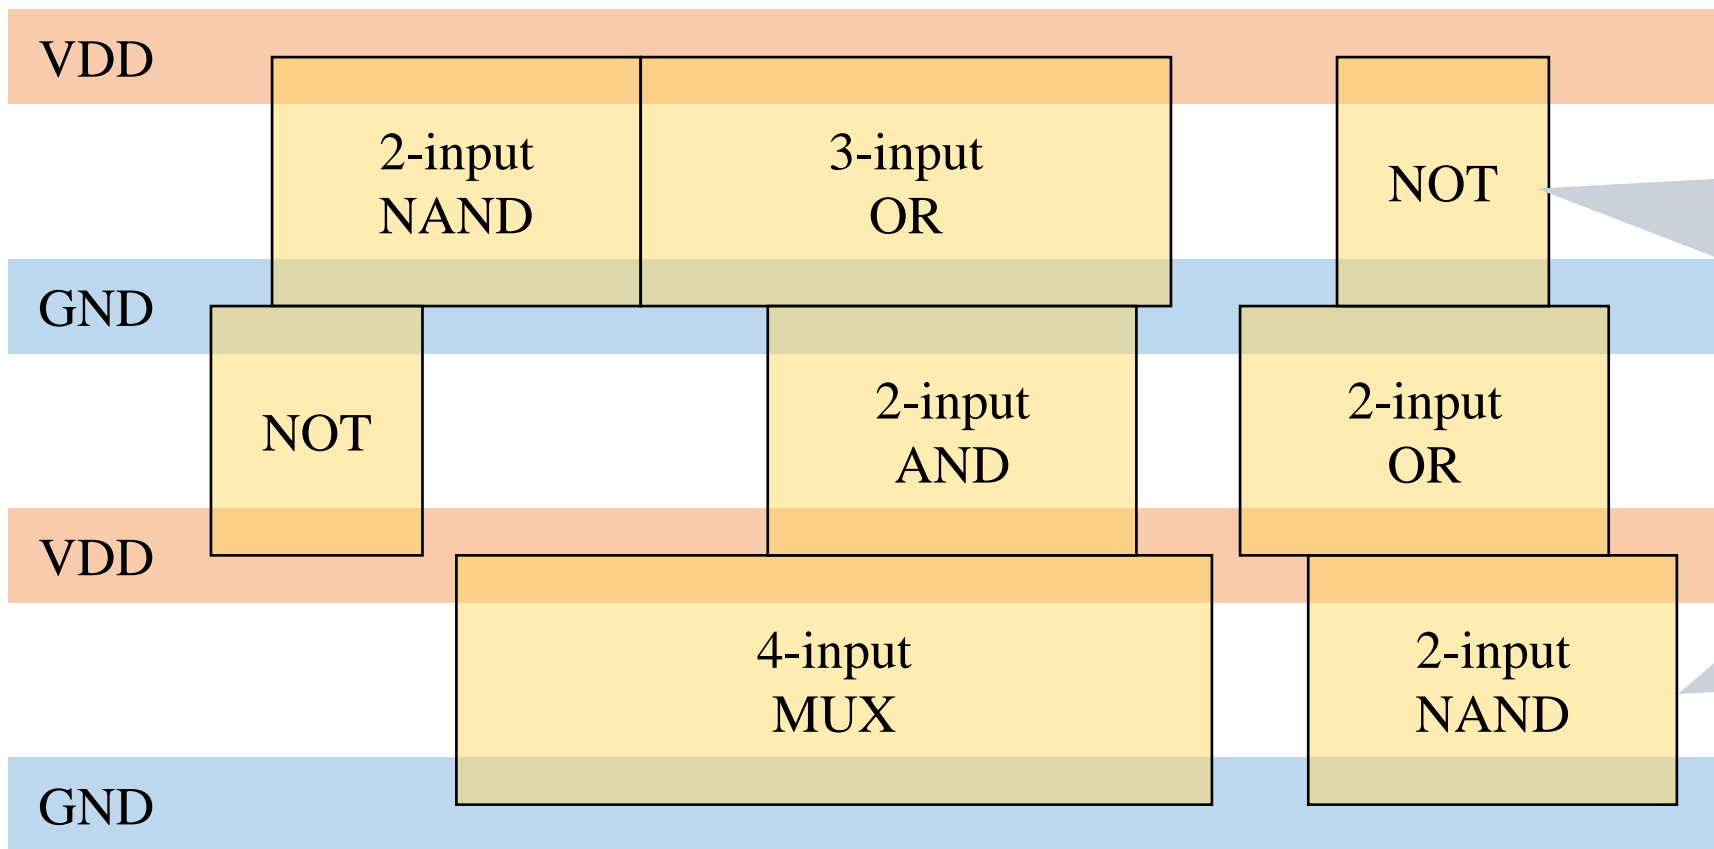 VDD
2-input
NAND
3-input
OR
NOT
GND
NOT
2-input
AND
2-input
OR
VDD
4-input
MUX
2-input
NAND
GND